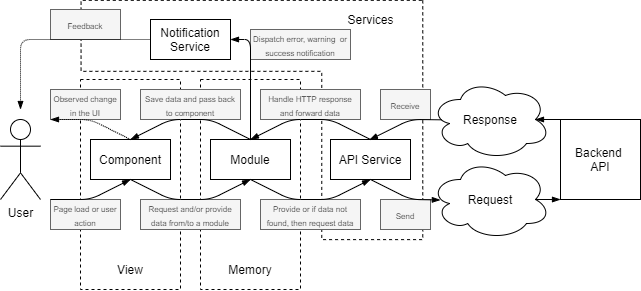 Feedback
Notification
Service
Services
Dispatch error, warning or
success notification
Observed change
in the UI
Save data and pass back
to component
Handle HTTP response
and forward data
Receive
Response
Component
Module
API Service
Backend
API
User
Page load or user
action
Request and/or provide
data from/to a module
Provide or if data not
found, then request data
Send
Request
View
Memory